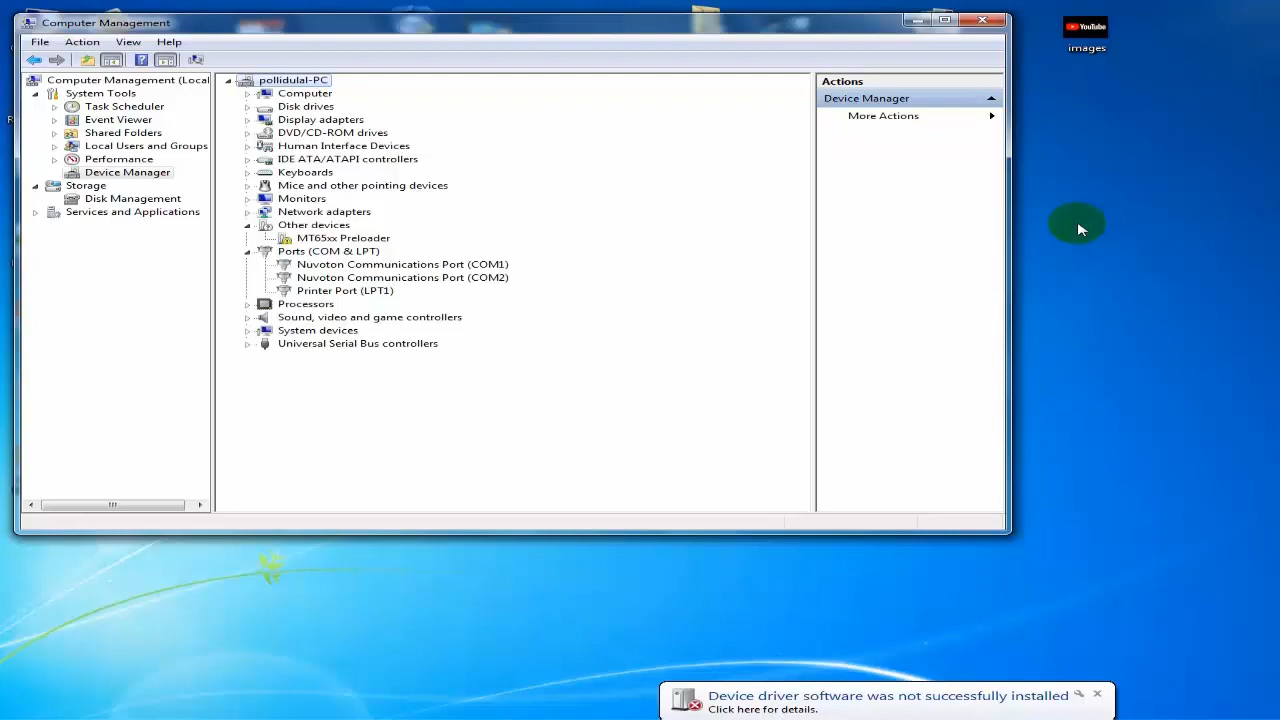 Computer Management
YouTube
images
File Action View Help
Computer Management (Local
System Tools
Task Scheduler
Event Viewer
Shared Folders
Local Users and Groups
Performance
Device Manager
Storage
Disk Management
Services and Applications
pollidulal-PC
Computer
Disk drives
Display adapters
DVD/CD-ROM drives
Human Interface Devices
IDE ATA/ATAPI controllers
Keyboards
Mice and other pointing devices
Monitors
Network adapters
Other devices
MT65xx Preloader
Ports (COM & LPT)
Nuvoton Communications Port (COM1)
Nuvoton Communications Port (COM2)
Printer Port (LPT1)
Processors
Sound, video and game controllers
System devices
Universal Serial Bus controllers
Actions
Device Manager
More Actions
Device driver software was not successfully installed
Click here for details.